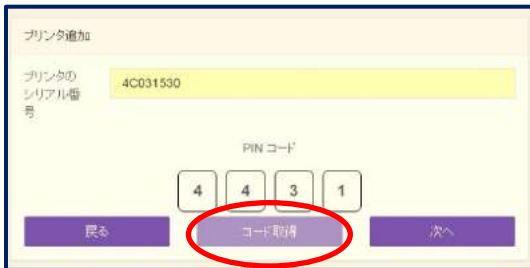 プリンタ追加
プリンタの
シリアル番
号
4C031530
PIN コード
4 4 3 1
戻る
コード取得
次へ